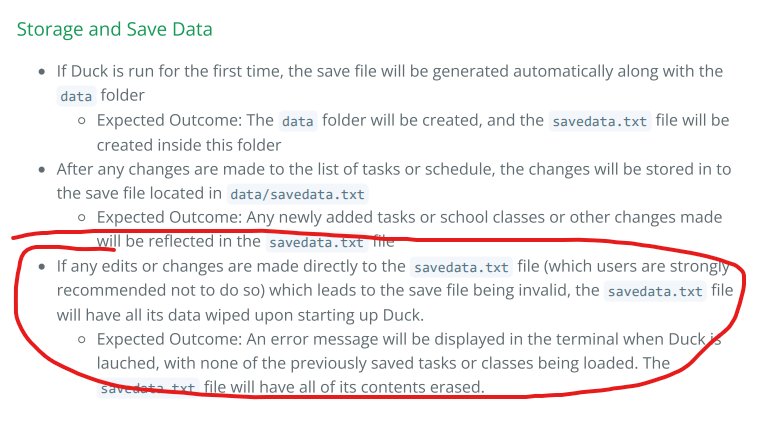 Storage and Save Data
• If Duck is run for the first time, the save file will be generated automatically along with the
data folder
◦ Expected Outcome: The data folder will be created, and the savedata.txt file will be
created inside this folder
• After any changes are made to the list of tasks or schedule, the changes will be stored in to
the save file located in data/savedata.txt
◦ Expected Outcome: Any newly added tasks or school classes or other changes made
will be reflected in the savedata.txt file
• If any edits or changes are made directly to the savedata.txt file (which users are strongly
recommended not to do so) which leads to the save file being invalid, the savedata.txt file
will have all its data wiped upon starting up Duck.
◦ Expected Outcome: An error message will be displayed in the terminal when Duck is
lauched, with none of the previously saved tasks or classes being loaded. The
savedata.txt file will have all of its contents erased.